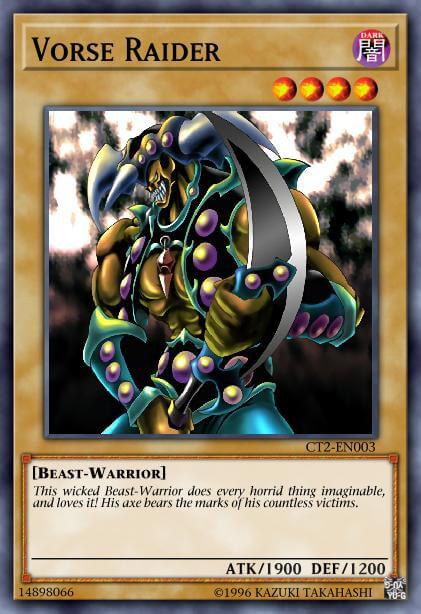 Vorse Raider
DARK
闇
CT2-EN003
[Beast-Warrior]
This wicked Beast-Warrior does every horrid thing imaginable,
and loves it! His axe bears the marks of his countless victims.
ATK/1900 DEF/1200
14898066
©1996 KAZUKI TAKAHASHI